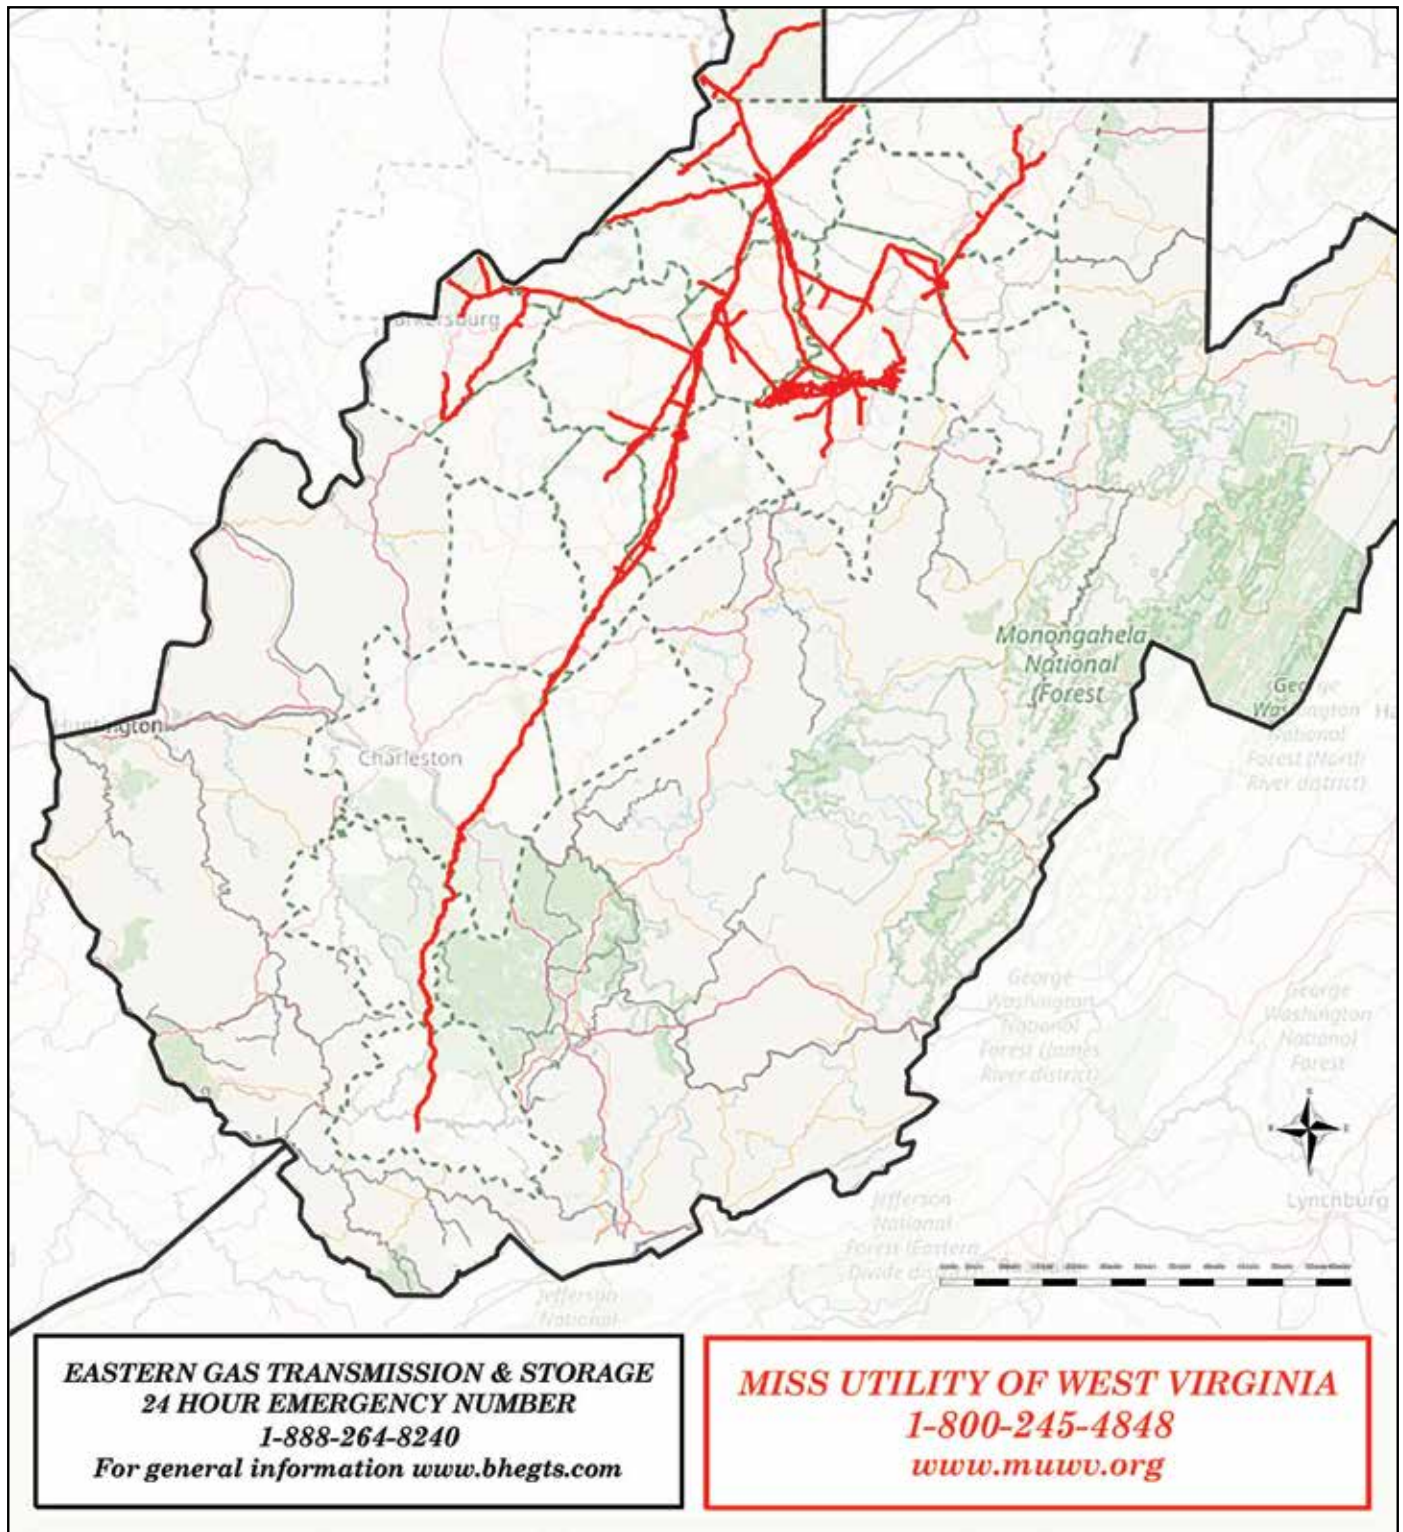 arkersburg
Huntington
Charleston
Monongahela
National
(Forest
George
Washington
National
Forest (North
River district)
Ha
George
Washington
National
Forest (James
River district)
George
Washington
National
Forest
Lynchburg
Jefferson
National
Forest (Eastern
Jefferson
National
EASTERN GAS TRANSMISSION & STORAGE
24 HOUR EMERGENCY NUMBER
1-888-264-8240
For general information www.bhegts.com
MISS UTILITY OF WEST VIRGINIA
1-800-245-4848
www.muwv.org